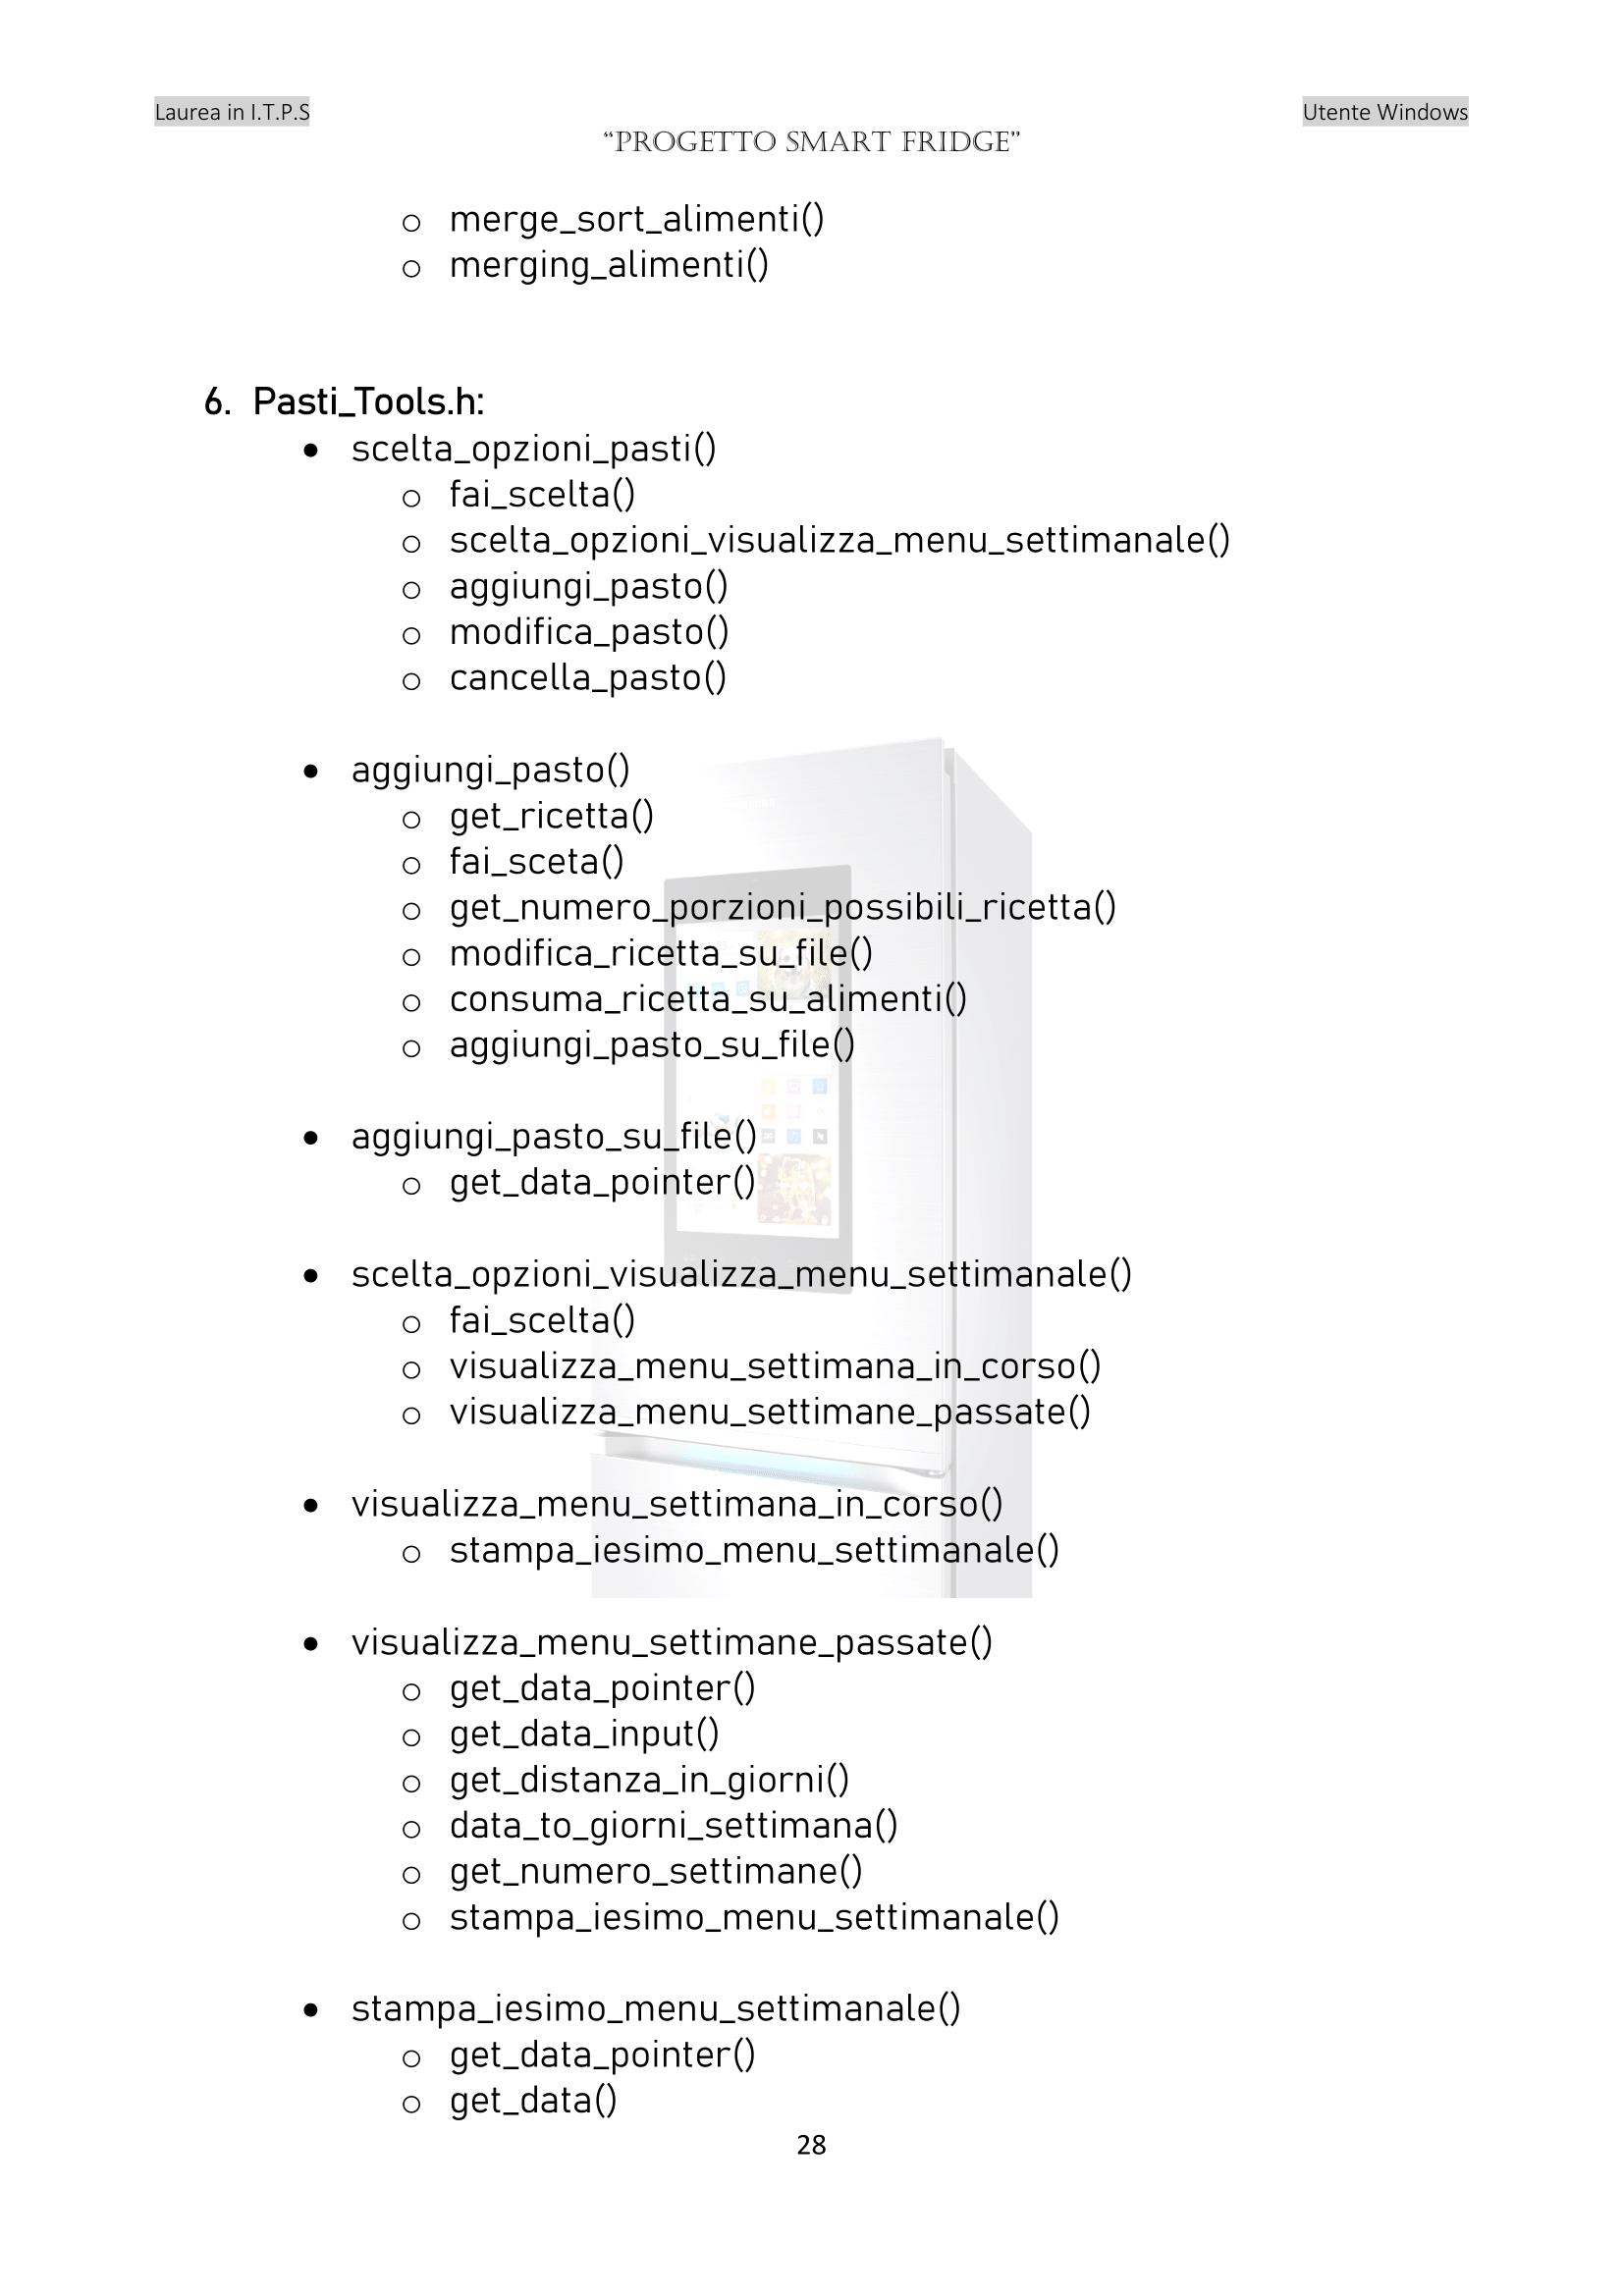 Laurea in I.T.P.S
Utente Windows
“PROGETTO SMART FRIDGE”
o merge_sort_alimenti()
o merging_alimenti()
6. Pasti_Tools.h:
• scelta_opzioni_pasti()
o fai_scelta()
o scelta_opzioni_visualizza_menu_settimanale()
o aggiungi_pasto()
o modifica_pasto()
o cancella_pasto()
• aggiungi_pasto()
o get_ricetta()
o fai_sceta()
o get_numero_porzioni_possibili_ricetta()
o modifica_ricetta_su_file()
o consuma_ricetta_su_alimenti()
o aggiungi_pasto_su_file()
• aggiungi_pasto_su_file()
o get_data_pointer()
• scelta_opzioni_visualizza_menu_settimanale()
o fai_scelta()
o visualizza_menu_settimana_in_corso()
o visualizza_menu_settimane_passate()
• visualizza_menu_settimana_in_corso()
o stampa_iesimo_menu_settimanale()
• visualizza_menu_settimane_passate()
o get_data_pointer()
o get_data_input()
o get_distanza_in_giorni()
o data_to_giorni_settimana()
o get_numero_settimane()
o stampa_iesimo_menu_settimanale()
• stampa_iesimo_menu_settimanale()
o get_data_pointer()
o get_data()
28